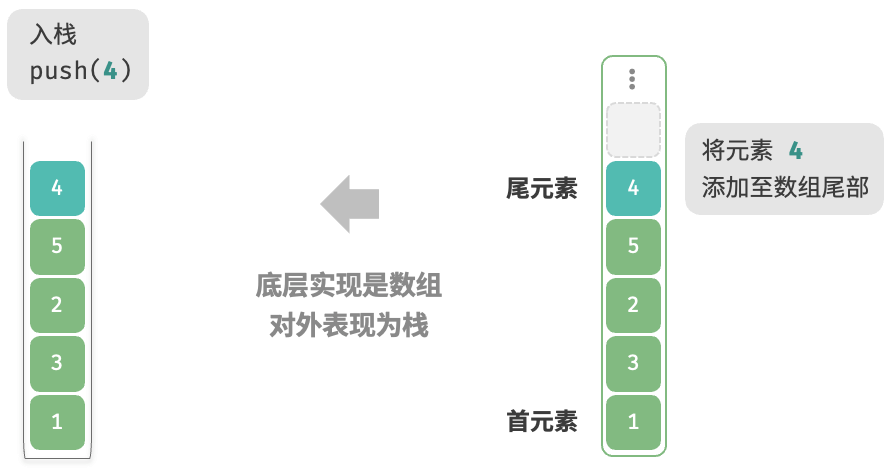 入栈
push(4)
4
5
2
3
1
底层实现是数组
对外表现为栈
尾元素
首元素
4
5
2
3
1
将元素 4
添加至数组尾部